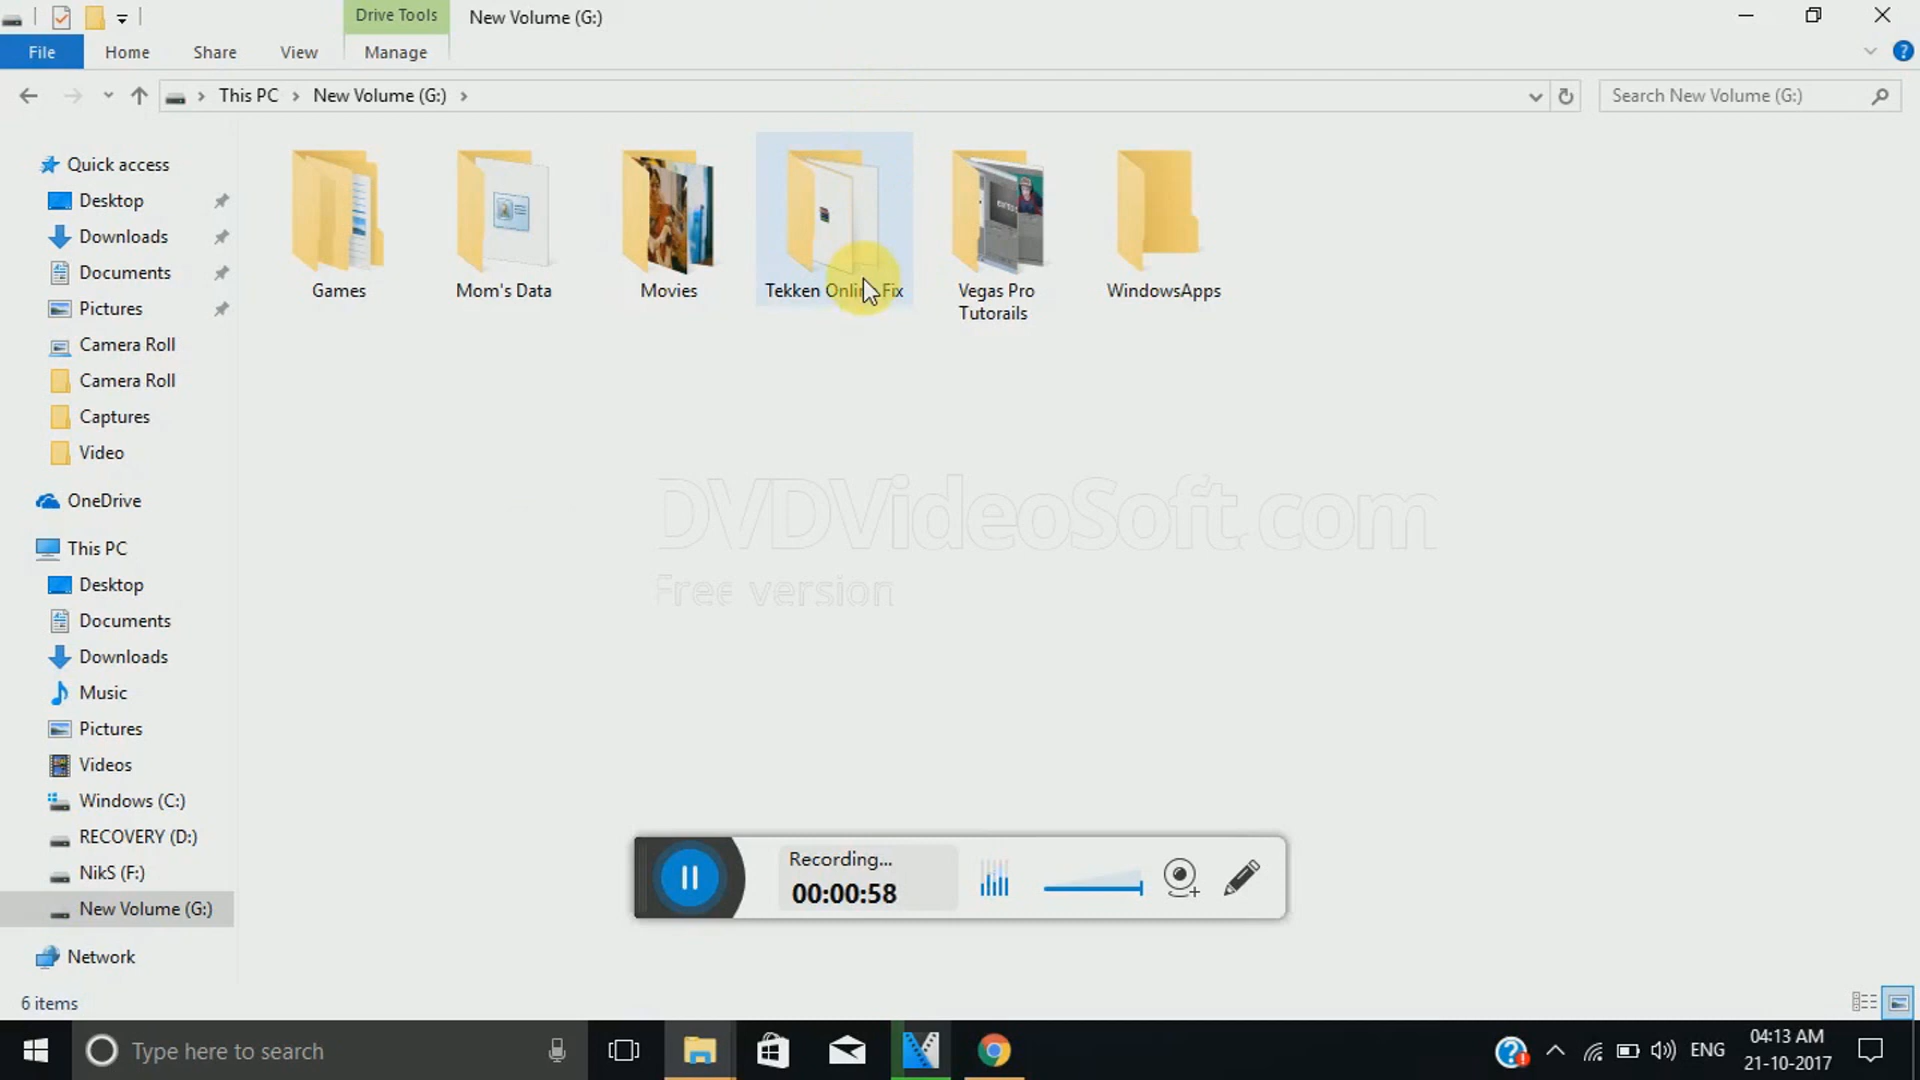 Drive Tools
New Volume (G:)
File
Home
Share
View
Manage
This PC
New Volume (G:)
Search New Volume (G:)
Quick access
Desktop
Downloads
Documents
Pictures
Camera Roll
Camera Roll
Captures
Video
OneDrive
This PC
Desktop
Documents
Downloads
Music
Pictures
Videos
Windows (C:)
RECOVERY (D:)
NikS (F:)
New Volume (G:)
Network
Games
Mom's Data
Movies
Tekken Online Fix
Vegas Pro
Tutorails
WindowsApps
DVDVideoSoft.com
Free version
Recording...
00:00:58
6 items
Type here to search
ENG
04:13 AM
21-10-2017